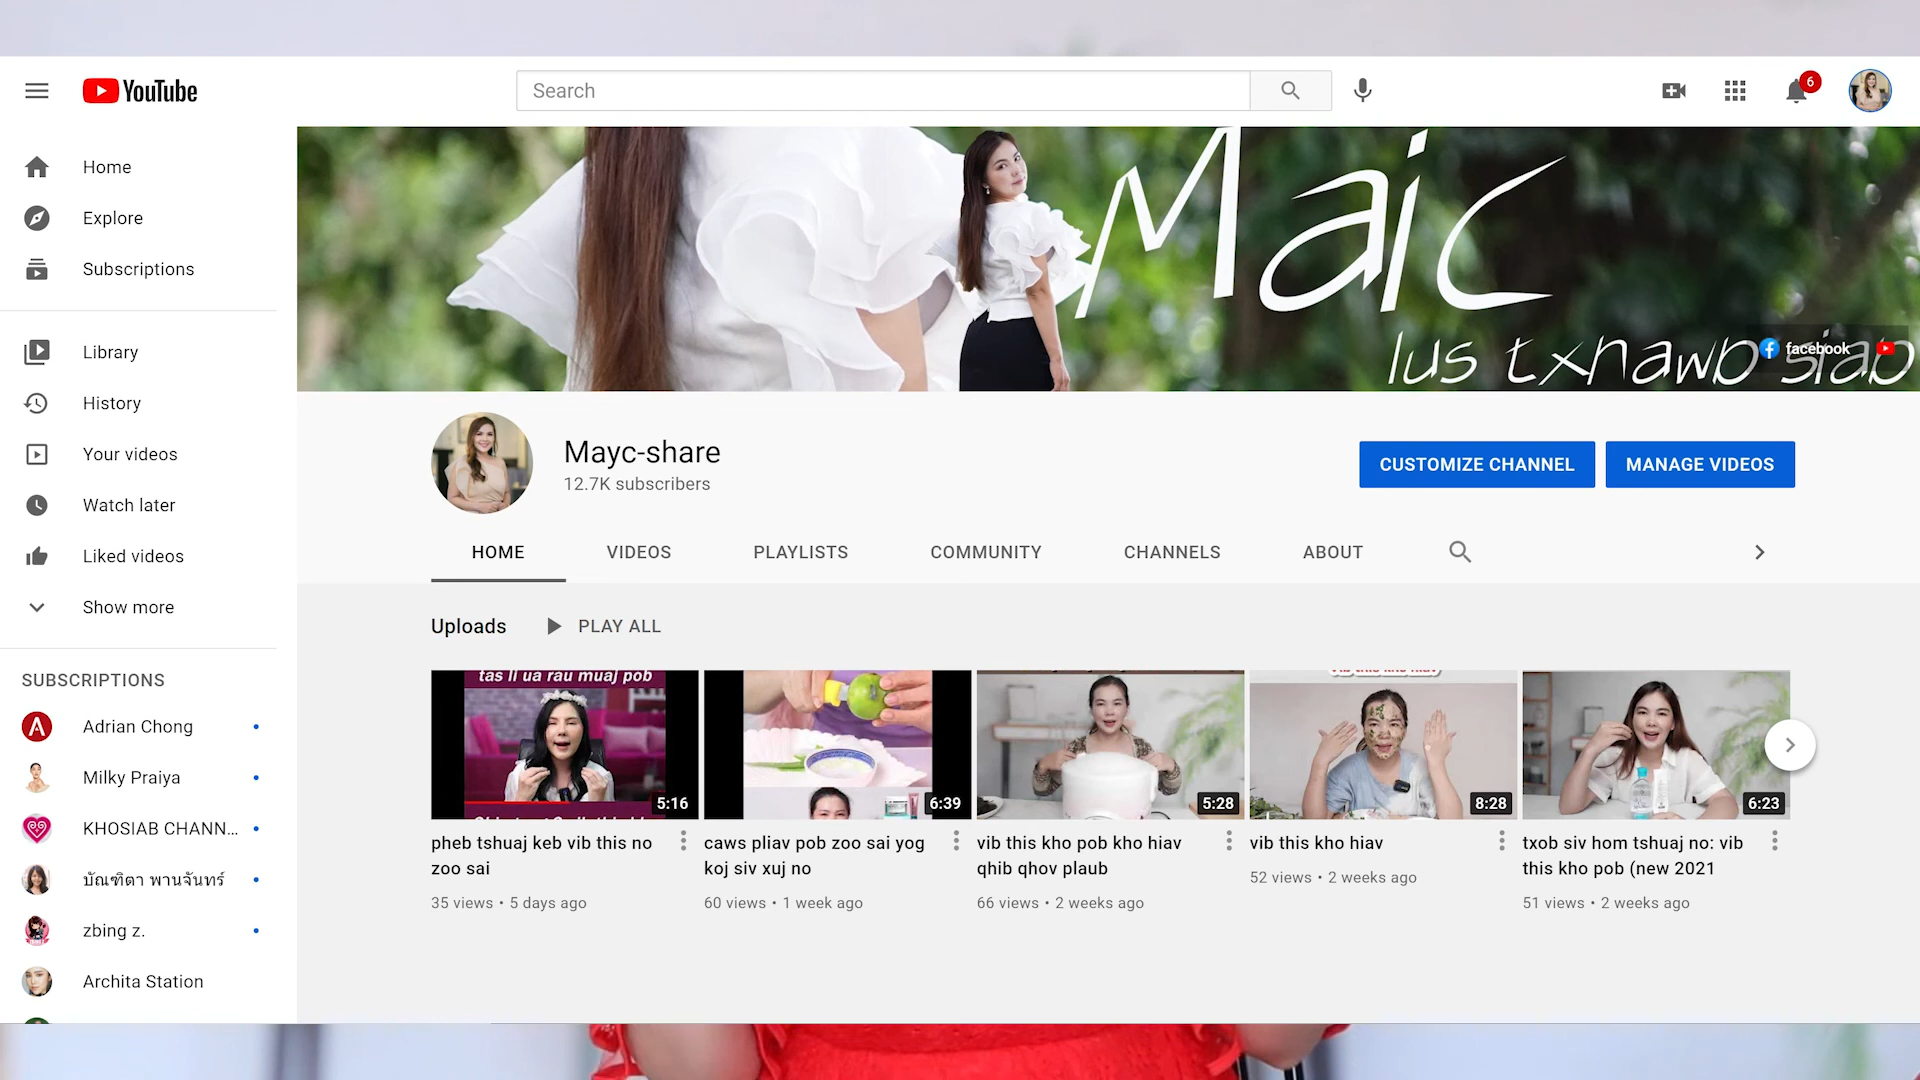 YouTube
Search
6
Home
Explore
Subscriptions
Library
History
Your videos
Watch later
Liked videos
Show more
SUBSCRIPTIONS
Adrian Chong
Milky Praiya
KHOSIAB CHANN...
บัณฑิตา พานจันทร์
zbing z.
Archita Station
Maic
lus txhawb siab
facebook
Mayc-share
12.7K subscribers
CUSTOMIZE CHANNEL
MANAGE VIDEOS
HOME
VIDEOS
PLAYLISTS
COMMUNITY
CHANNELS
ABOUT
Uploads
PLAY ALL
tas li ua rau muaj pob
5:16
pheb tshuaj keb vib this no
zoo sai
35 views • 5 days ago
6:39
caws pliav pob zoo sai yog
koj siv xuj no
60 views • 1 week ago
5:28
vib this kho pob kho hiav
qhib qhov plaub
66 views • 2 weeks ago
8:28
vib this kho hiav
52 views • 2 weeks ago
6:23
txob siv hom tshuaj no: vib
this kho pob (new 2021
51 views • 2 weeks ago